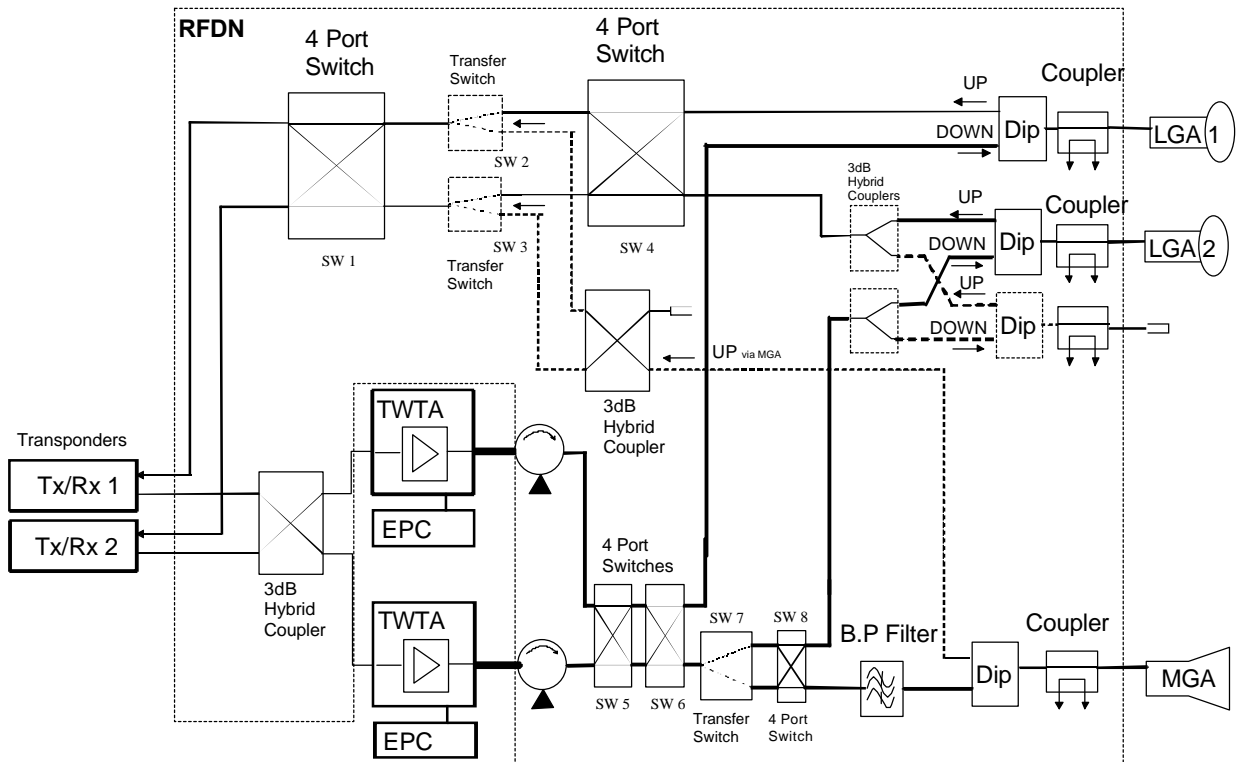 RFDN
4 Port
Switch
Transfer
Switch
4 Port
Switch
UP
Coupler
DOWN
Dip
LGA 1
SW 2
3dB
Hybrid
Couplers
UP
Coupler
SW 1
SW 3
Transfer
Switch
SW 4
DOWN
Dip
LGA 2
UP
DOWN
Dip
UP via MGA
3dB
Hybrid
Coupler
TWTA
Transponders
Tx/Rx 1
EPC
Tx/Rx 2
4 Port
Switches
3dB
Hybrid
Coupler
TWTA
SW 7
SW 8
B.P Filter
Coupler
Dip
MGA
SW 5
SW 6
Transfer
Switch
4 Port
Switch
EPC